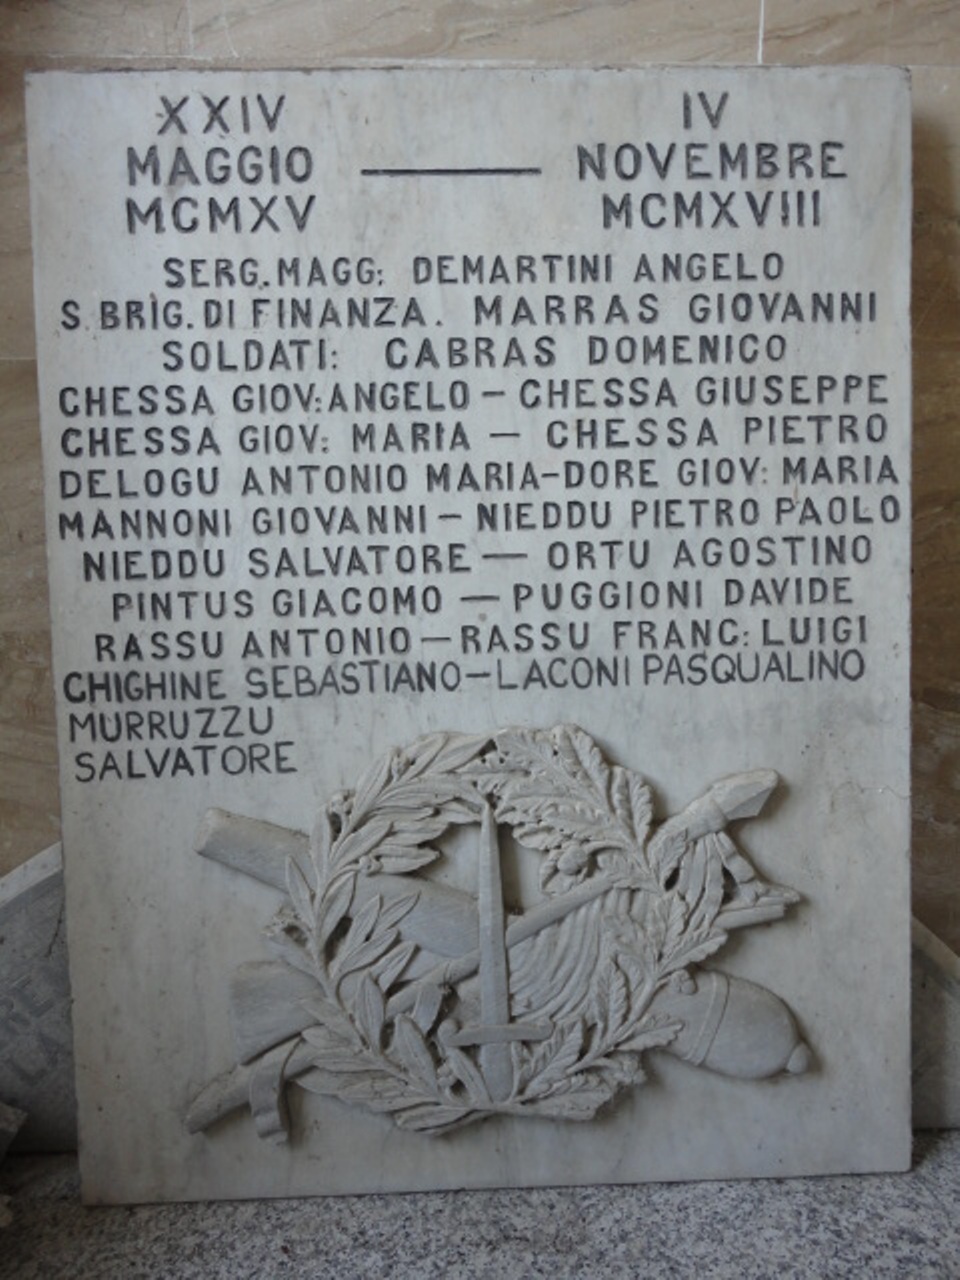 XXIV IV
MAGGIO — NOVEMBRE
MCMXV MCMXVIII
SERG. MAGG: DEMARTINI ANGELO
S. BRIG. DI FINANZA. MARRAS GIOVANNI
SOLDATI: CABRAS DOMENICO
CHESSA GIOV: ANGELO — CHESSA GIUSEPPE
CHESSA GIOV: MARIA — CHESSA PIETRO
DELOGU ANTONIO MARIA-DORE GIOV: MARIA
MANNONI GIOVANNI — NIEDDU PIETRO PAOLO
NIEDDU SALVATORE — ORTU AGOSTINO
PINTUS GIACOMO — PUGGIONI DAVIDE
RASSU ANTONIO — RASSU FRANC: LUIGI
CHIGHINE SEBASTIANO — LACONI PASQUALINO
MURRUZZU
SALVATORE